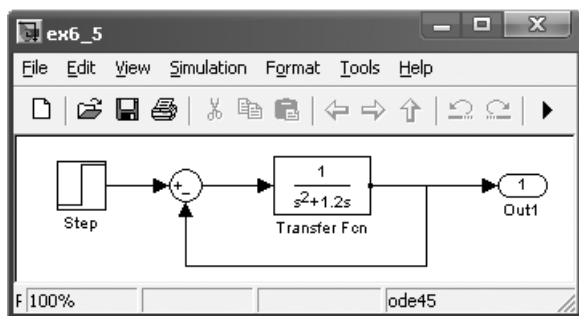 ex6_5
File Edit View Simulation Format Tools Help
Step
+
-
1
s²+1.2s
Transfer Fcn
1
Out1
F 100% ode45